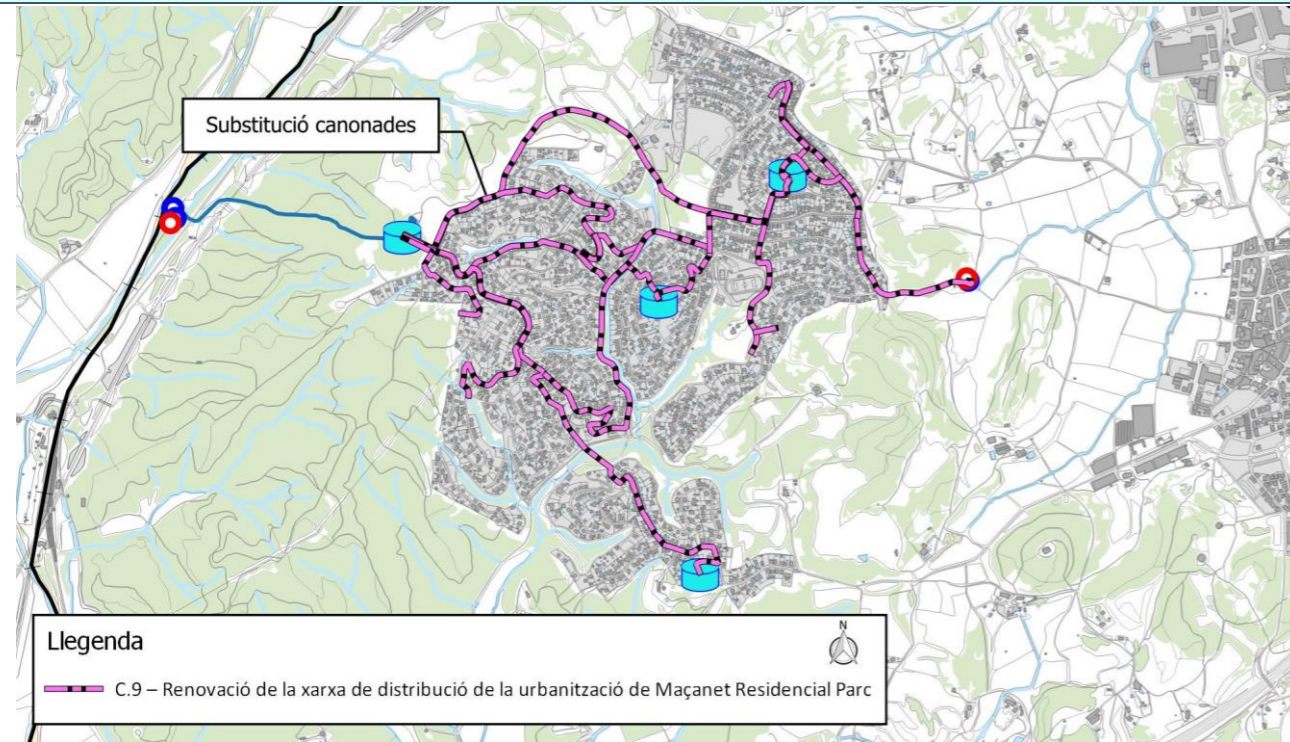 Substitució canonades
Llegenda
N
C.9 – Renovació de la xarxa de distribució de la urbanització de Maçanet Residencial Parc